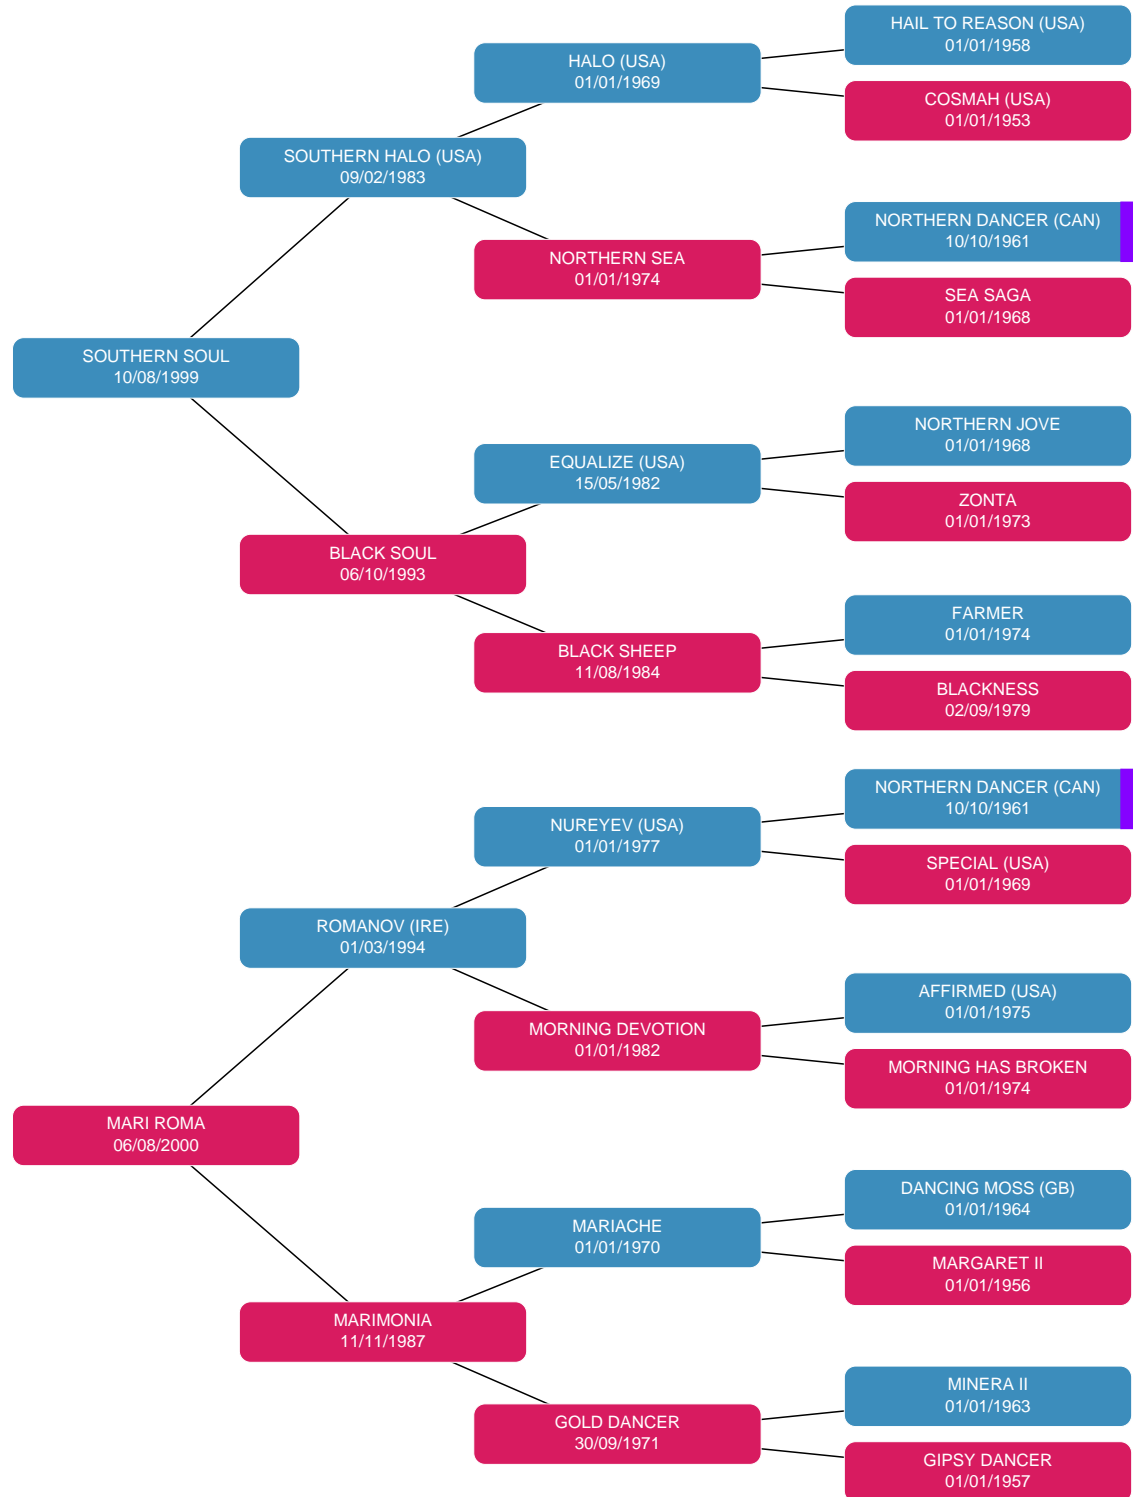 HAIL TO REASON (USA)
01/01/1958
HALO (USA)
01/01/1969
COSMAH (USA)
01/01/1953
SOUTHERN HALO (USA)
09/02/1983
NORTHERN DANCER (CAN)
10/10/1961
NORTHERN SEA
01/01/1974
SEA SAGA
01/01/1968
SOUTHERN SOUL
10/08/1999
NORTHERN JOVE
01/01/1968
EQUALIZE (USA)
15/05/1982
ZONTA
01/01/1973
BLACK SOUL
06/10/1993
FARMER
01/01/1974
BLACK SHEEP
11/08/1984
BLACKNESS
02/09/1979
NORTHERN DANCER (CAN)
10/10/1961
NUREYEV (USA)
01/01/1977
SPECIAL (USA)
01/01/1969
ROMANOV (IRE)
01/03/1994
AFFIRMED (USA)
01/01/1975
MORNING DEVOTION
01/01/1982
MORNING HAS BROKEN
01/01/1974
MARI ROMA
06/08/2000
DANCING MOSS (GB)
01/01/1964
MARIACHE
01/01/1970
MARGARET II
01/01/1956
MARIMONIA
11/11/1987
MINERA II
01/01/1963
GOLD DANCER
30/09/1971
GIPSY DANCER
01/01/1957